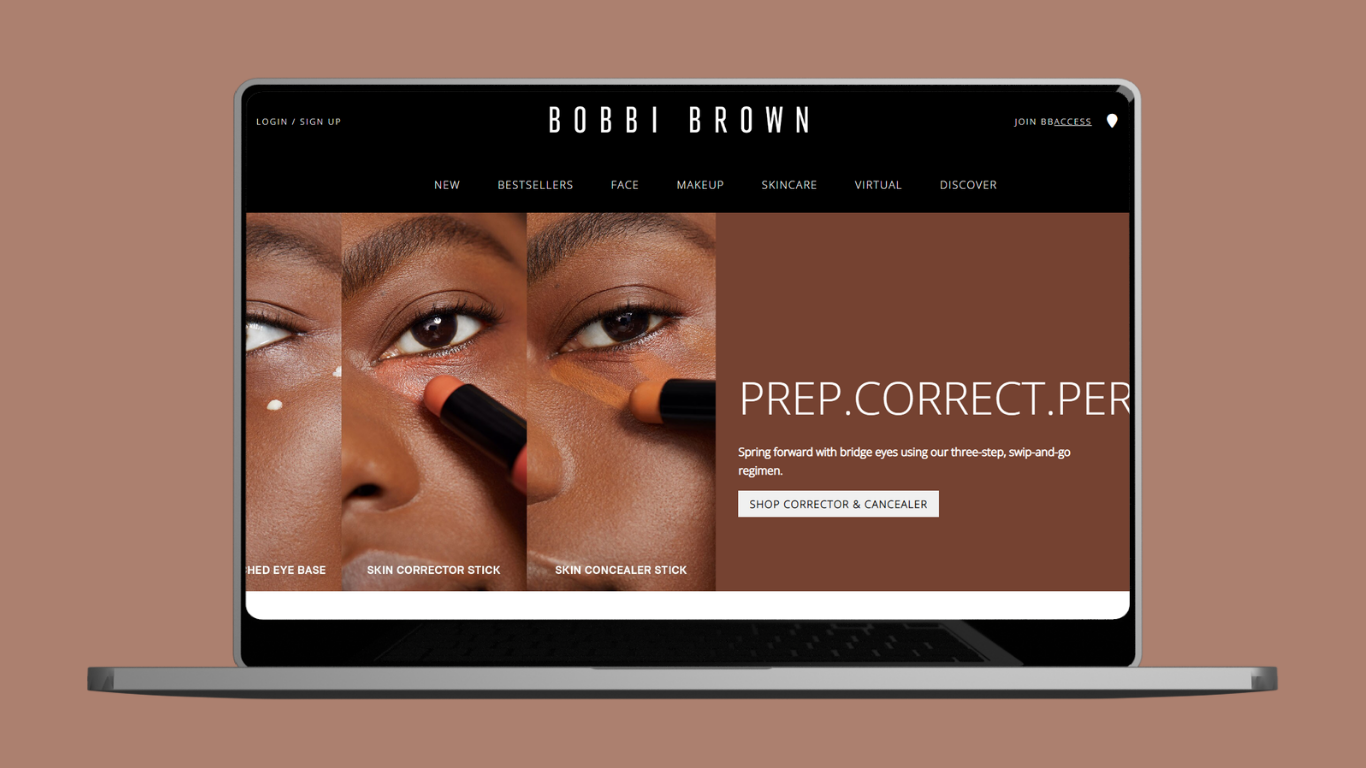 LOGIN / SIGN UP
BOBBI BROWN
JOIN BBACCESS
NEW BESTSELLERS FACE MAKEUP SKINCARE VIRTUAL DISCOVER
PREP.CORRECT.PER
Spring forward with bridge eyes using our three-step, swip-and-go
regimen.
SHOP CORRECTOR & CANCEALER
HED EYE BASE
SKIN CORRECTOR STICK
SKIN CONCEALER STICK